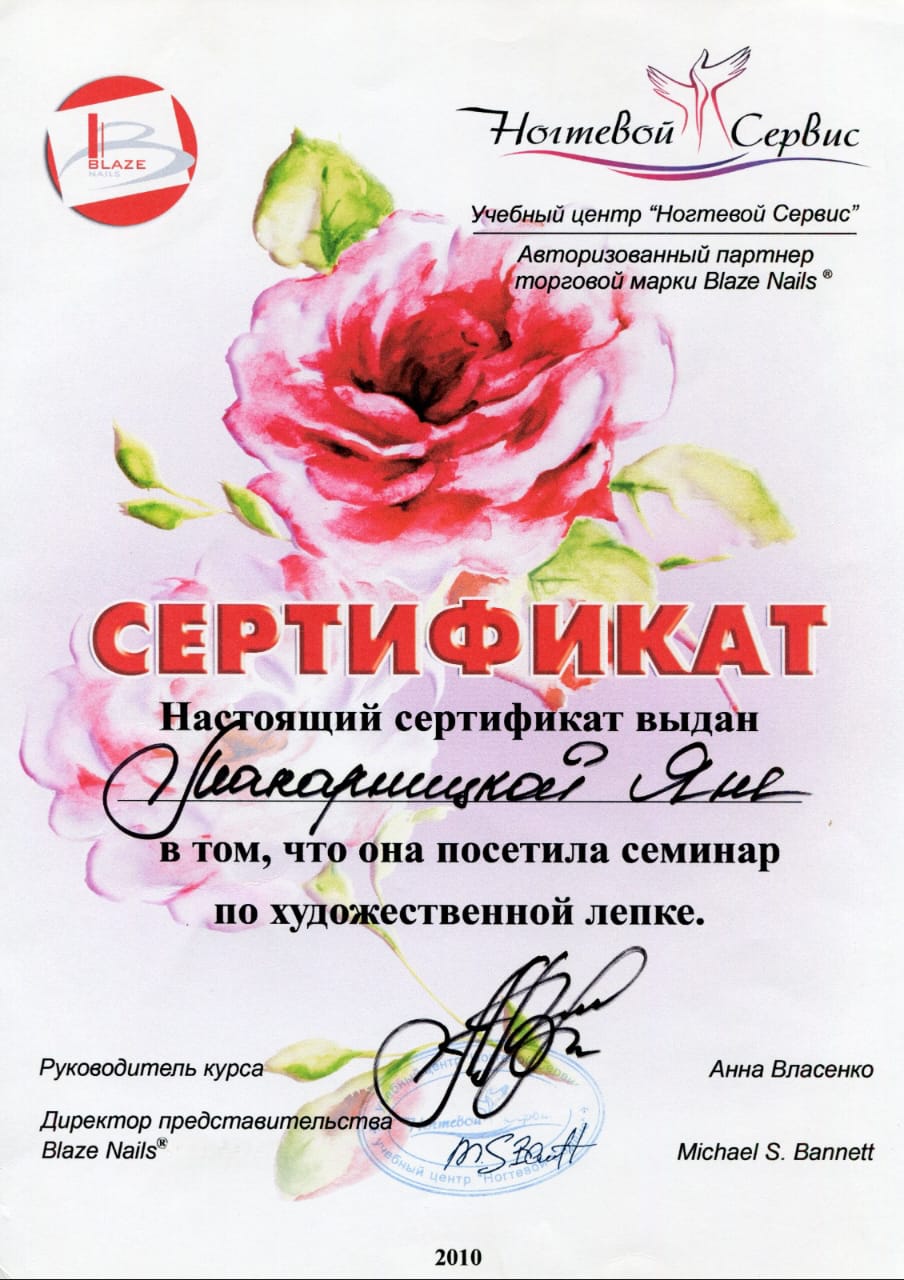 BLAZE
NAILS
Ногтевой Сервис
Учебный центр “Ногтевой Сервис”
Авторизованный партнер
торговой марки Blaze Nails ®
СЕРТИФИКАТ
Настоящий сертификат выдан
Яне
в том, что она посетила семинар
по художественной лепке.
Руководитель курса
Анна Власенко
Директор представительства
Blaze Nails®
Michael S. Bannett
учебный центр "Ногтевой
Ногтевой Сервис
2010